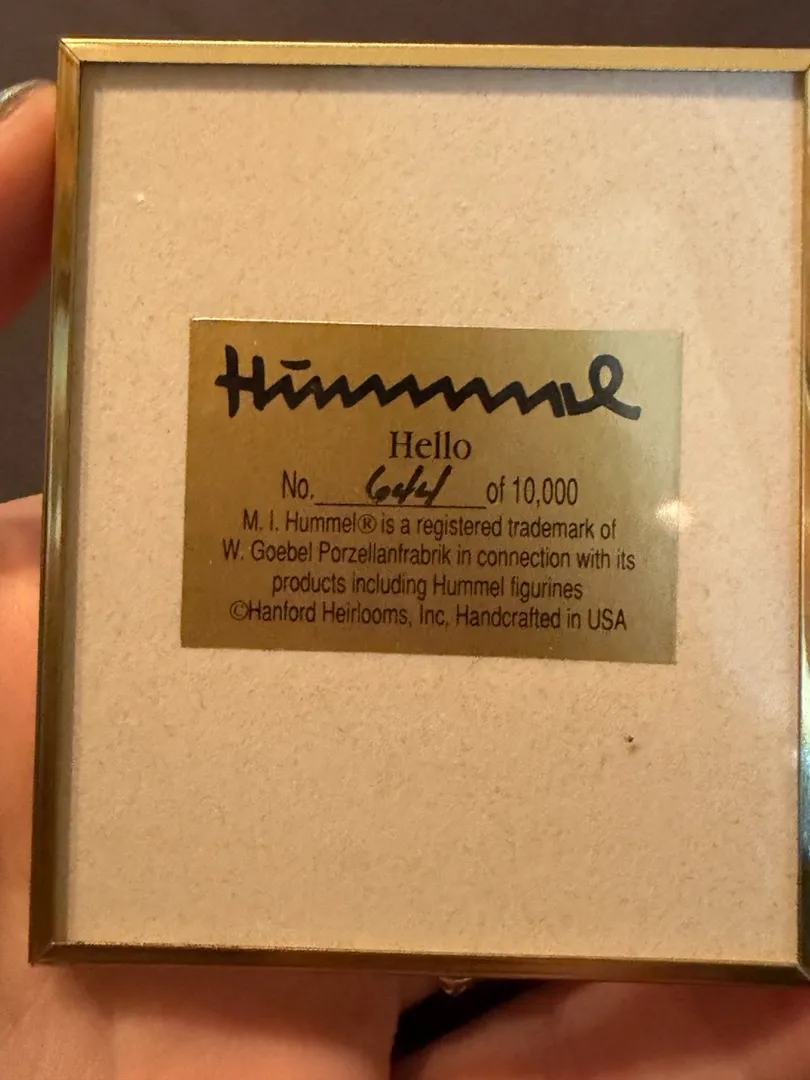 Hummel
Hello
No. 644 of 10,000
M. I. Hummel® is a registered trademark of
W. Goebel Porzellanfrabrik in connection with its
products including Hummel figurines
©Hanford Heirlooms, Inc, Handcrafted in USA